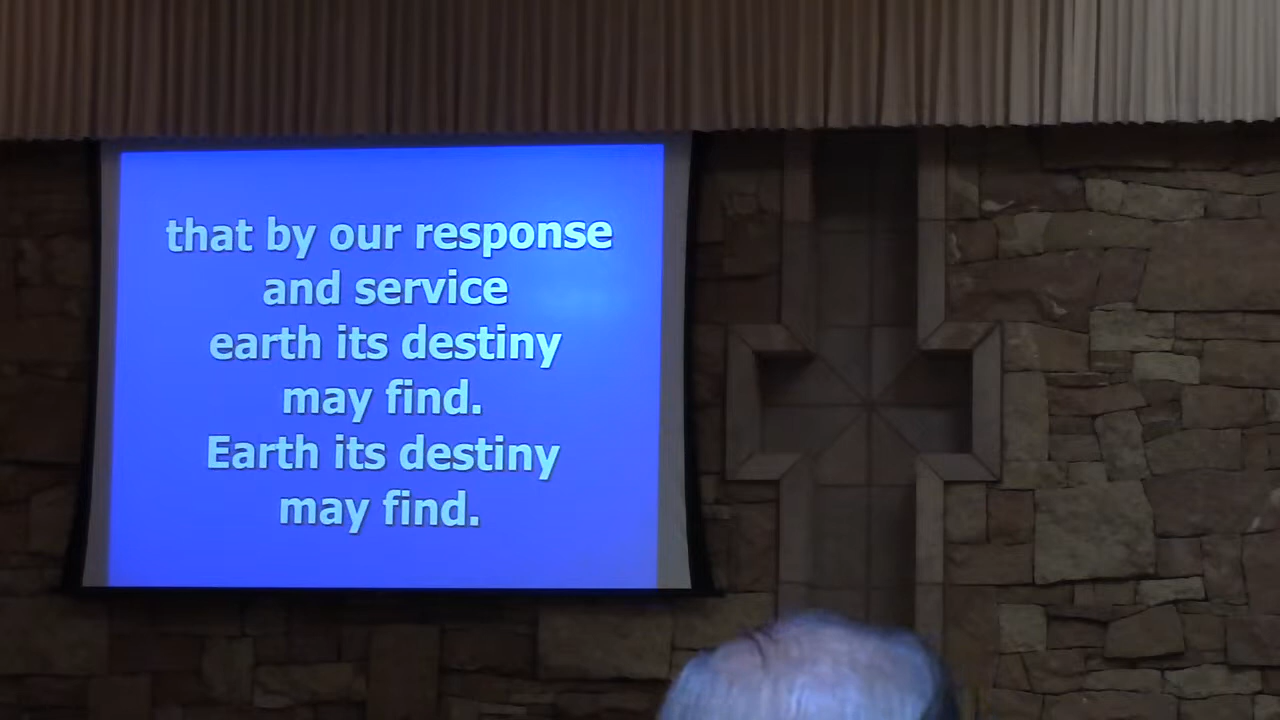 that by our response
and service
earth its destiny
may find.
Earth its destiny
may find.